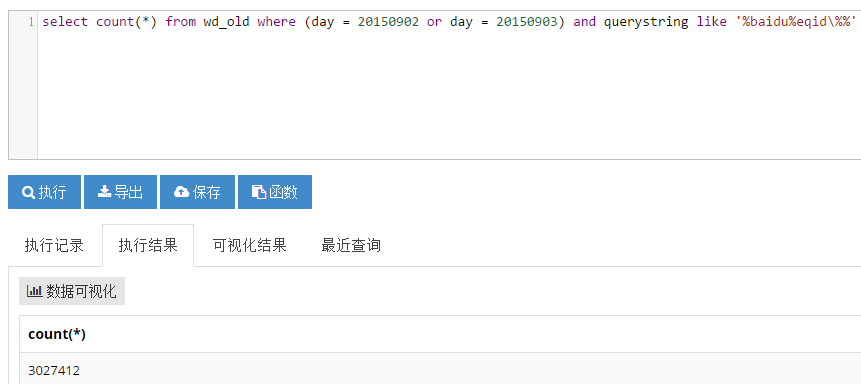 1 select count(*) from wd_old where (day = 20150902 or day = 20150903) and querystring like '%baidu%eqid\%%'
执行 导出 保存 函数
执行记录 执行结果 可视化结果 最近查询
数据可视化
count(*)
3027412